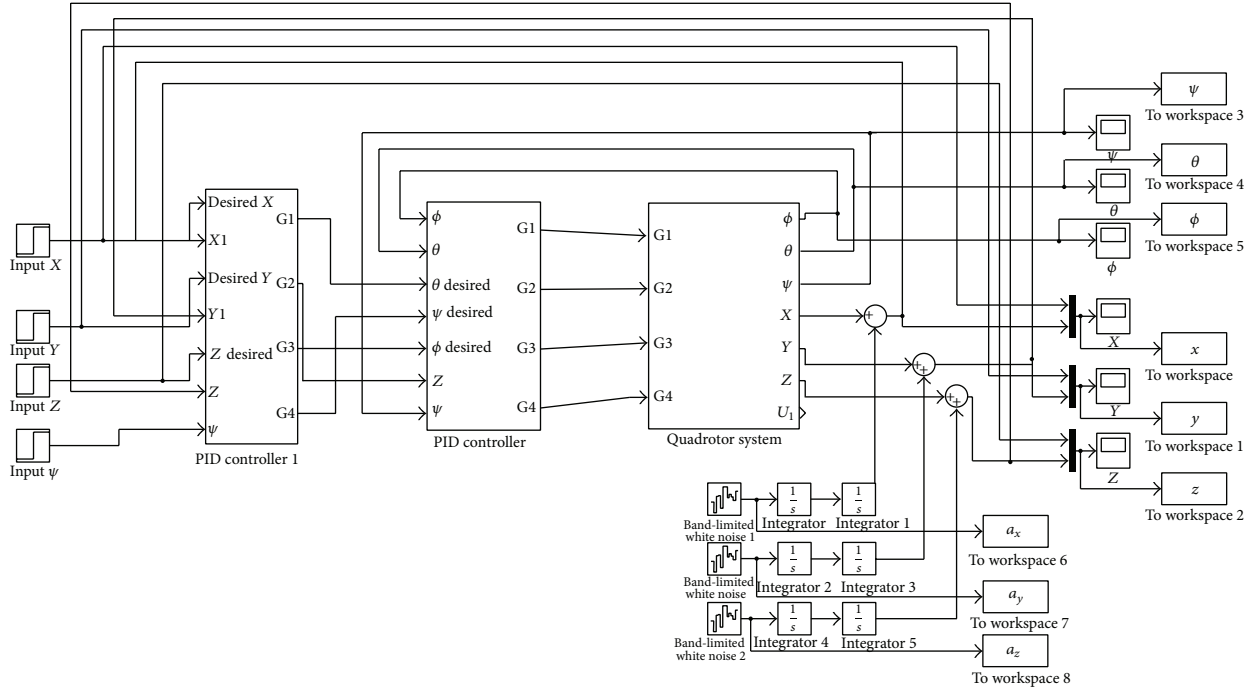 Input X
Input Y
Input Z
Input ψ
Desired X
X1
Desired Y
Y1
Z desired
Z
ψ
G1
G2
G3
G4
PID controller 1
ϕ
θ
θ desired
ψ desired
ϕ desired
Z
ψ
G1
G2
G3
G4
PID controller
G1
G2
G3
G4
ϕ
θ
ψ
X
Y
Z
U1
Quadrotor system
+
+
+
+
+
ψ
To workspace 3
ψ
θ
To workspace 4
θ
ϕ
To workspace 5
ϕ
X
x
To workspace
Y
y
To workspace 1
Z
z
To workspace 2
Band-limited
white noise 1
1
s
Integrator
1
s
Integrator 1
ax
To workspace 6
Band-limited
white noise
1
s
Integrator 2
1
s
Integrator 3
ay
To workspace 7
Band-limited
white noise 2
1
s
Integrator 4
1
s
Integrator 5
az
To workspace 8